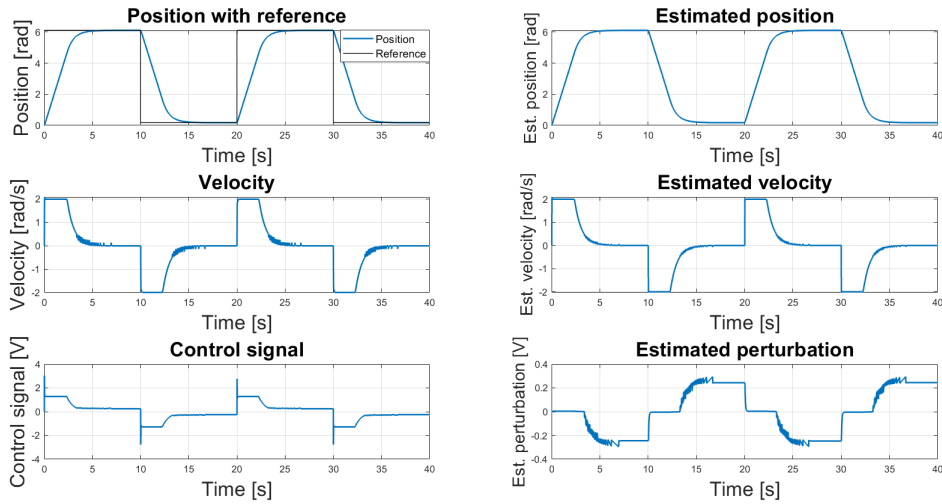 Position with reference
Position [rad]
6
4
2
0
Position
Reference
0 5 10 15 20 25 30 35 40
Time [s]
Estimated position
Est. position [rad]
6
4
2
0
0 5 10 15 20 25 30 35 40
Time [s]
Velocity
Velocity [rad/s]
2
1
0
-1
-2
0 5 10 15 20 25 30 35 40
Time [s]
Estimated velocity
Est. velocity [rad/s]
2
1
0
-1
-2
0 5 10 15 20 25 30 35 40
Time [s]
Control signal
Control signal [V]
4
2
0
-2
-4
0 5 10 15 20 25 30 35 40
Time [s]
Estimated perturbation
Est. perturbation [V]
0.4
0.2
0
-0.2
-0.4
0 5 10 15 20 25 30 35 40
Time [s]